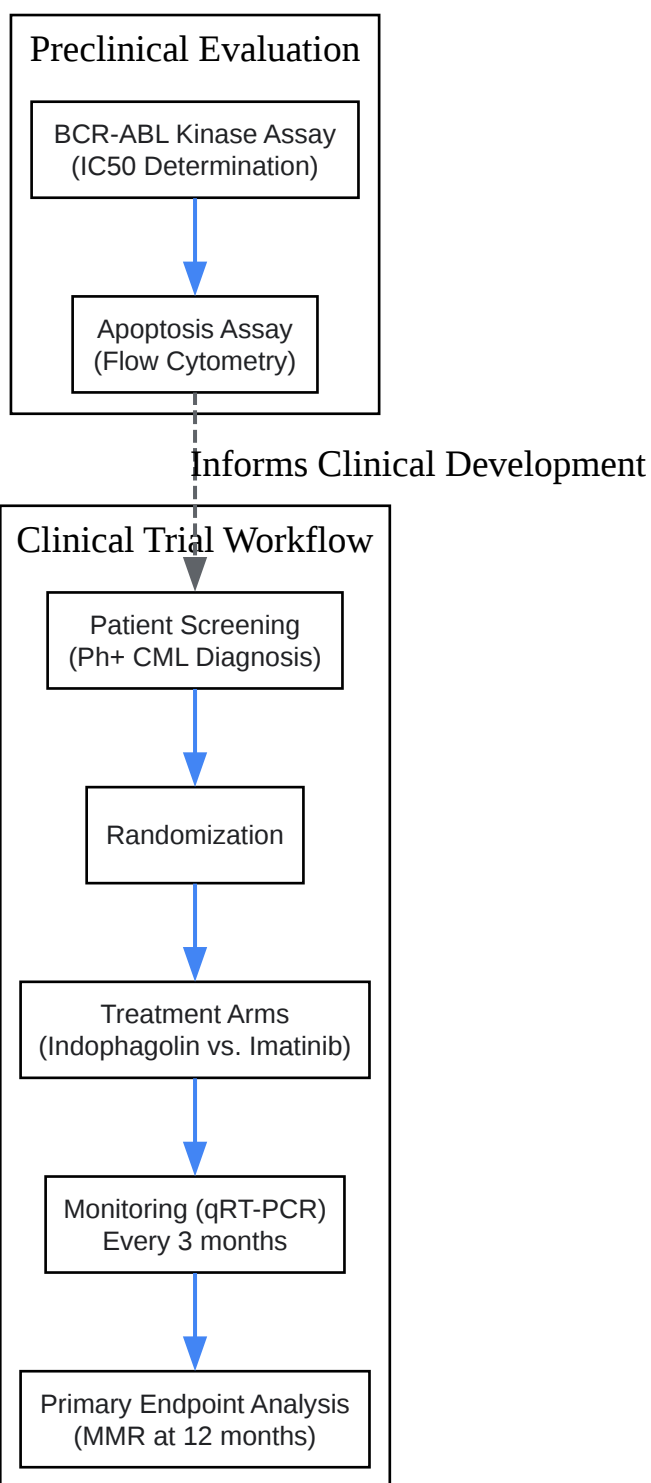 Preclinical Evaluation
BCR-ABL Kinase Assay
(IC50 Determination)
Apoptosis Assay
(Flow Cytometry)
Informs Clinical Development
Clinical Trial Workflow
Patient Screening
(Ph+ CML Diagnosis)
Randomization
Treatment Arms
(Indophagolin vs. Imatinib)
Monitoring (qRT-PCR)
Every 3 months
Primary Endpoint Analysis
(MMR at 12 months)